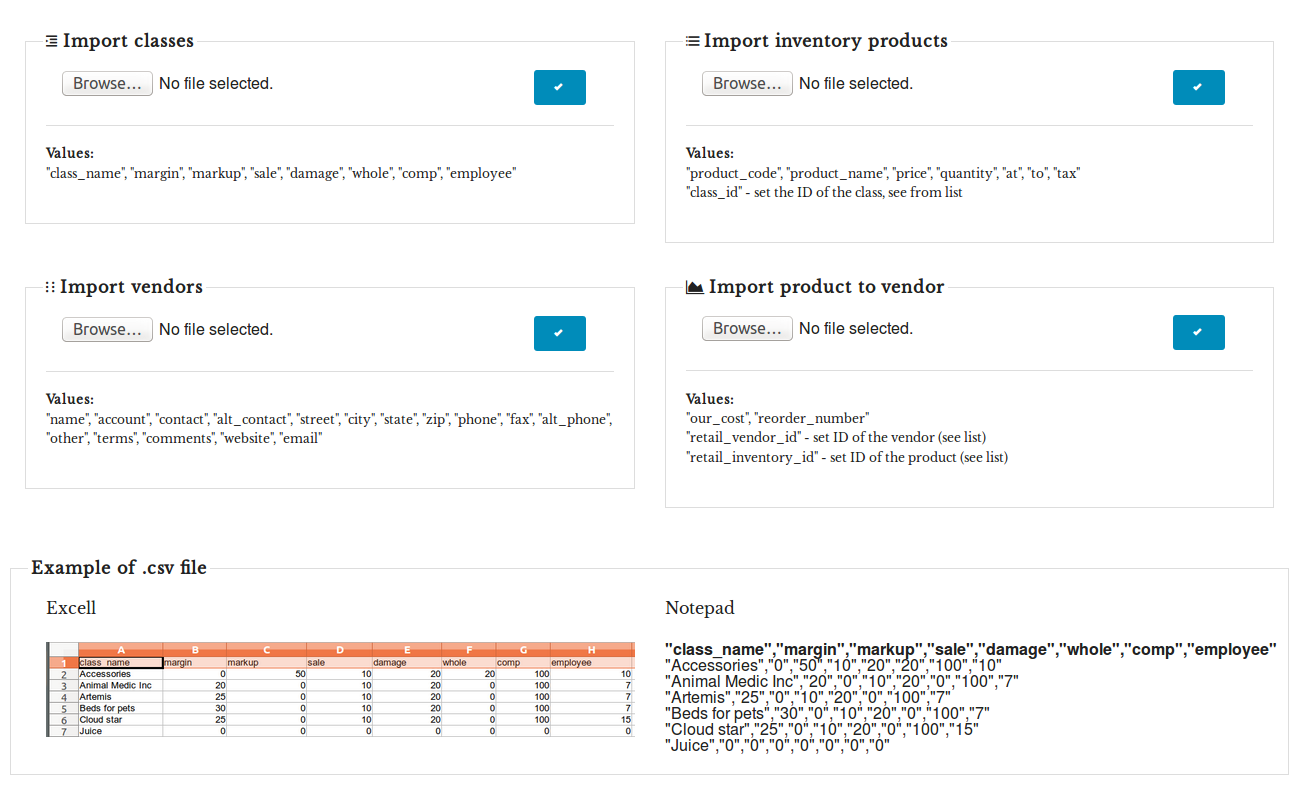 Import classes
Browse... No file selected.
Values:
"class_name", "margin", "markup", "sale", "damage", "whole", "comp", "employee"
Import inventory products
Browse... No file selected.
Values:
"product_code", "product_name", "price", "quantity", "at", "to", "tax"
"class_id" - set the ID of the class, see from list
Import vendors
Browse... No file selected.
Values:
"name", "account", "contact", "alt_contact", "street", "city", "state", "zip", "phone", "fax", "alt_phone",
"other", "terms", "comments", "website", "email"
Import product to vendor
Browse... No file selected.
Values:
"our_cost", "reorder_number"
"retail_vendor_id" - set ID of the vendor (see list)
"retail_inventory_id" - set ID of the product (see list)
Example of .csv file
Excell
A B C D E F G H
1 class_name margin markup sale damage whole comp employee
2 Accessories 0 50 10 20 20 100 10
3 Animal Medic Inc 20 0 10 20 0 100 7
4 Artemis 25 0 10 20 0 100 7
5 Beds for pets 30 0 10 20 0 100 7
6 Cloud star 25 0 10 20 0 100 15
7 Juice 0 0 0 0 0 0 0
Notepad
"class_name","margin","markup","sale","damage","whole","comp","employee"
"Accessories","0","50","10","20","20","100","10"
"Animal Medic Inc","20","0","10","20","0","100","7"
"Artemis","25","0","10","20","0","100","7"
"Beds for pets","30","0","10","20","0","100","7"
"Cloud star","25","0","10","20","0","100","15"
"Juice","0","0","0","0","0","0","0"